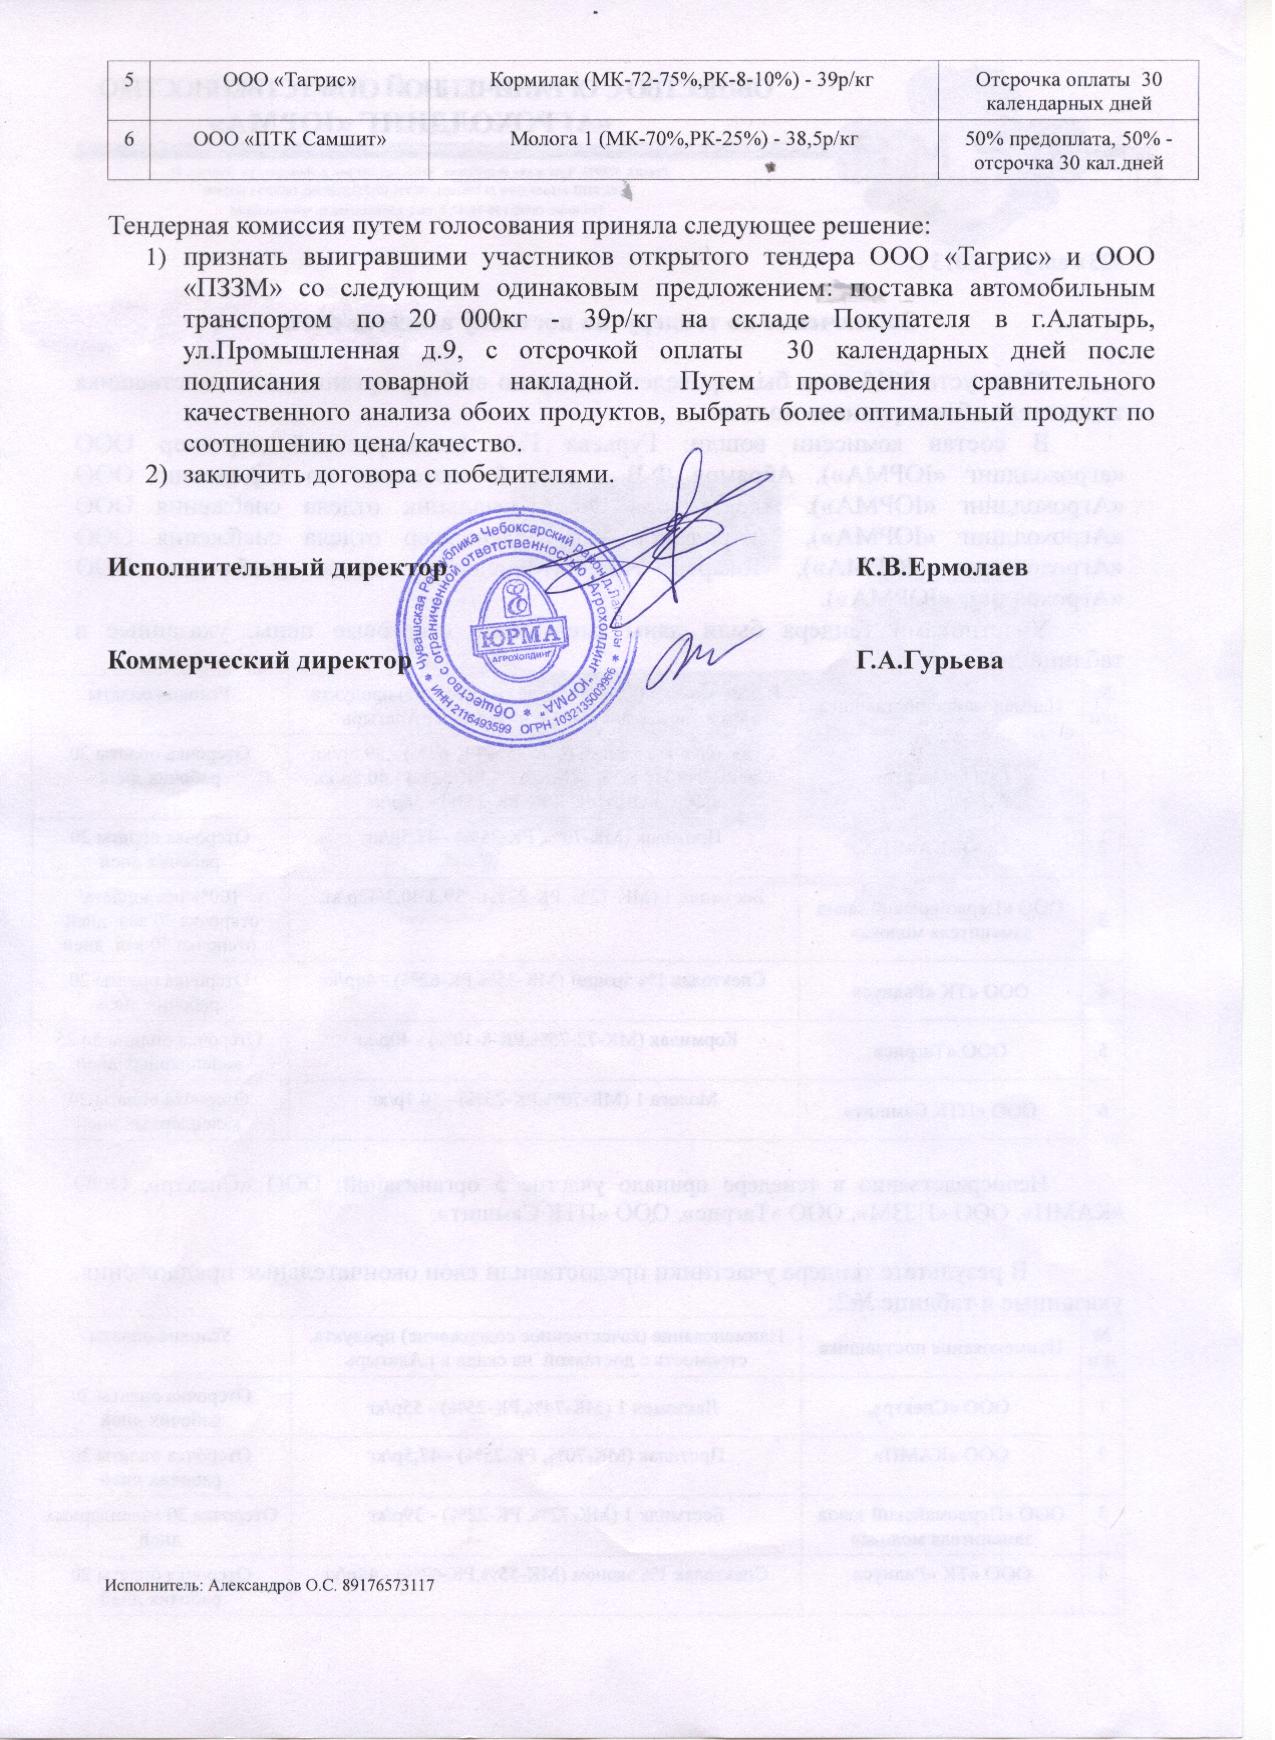 5 ООО «Тагрис» Кормилак (МК-72-75%,РК-8-10%) - 39р/кг Отсрочка оплаты 30
календарных дней
6 ООО «ПТК Самшит» Молога 1 (МК-70%,РК-25%) - 38,5р/кг 50% предоплата, 50% -
отсрочка 30 кал.дней
Тендерная комиссия путем голосования приняла следующее решение:
1) признать выигравшими участников открытого тендера ООО «Тагрис» и ООО
«ПЗЗМ» со следующим одинаковым предложением: поставка автомобильным
транспортом до 20 000кг - 39р/кг на складе Покупателя в г.Алатырь,
ул.Промышленная д.9, с отсрочкой оплаты 30 календарных дней после
подписания товарной накладной. Путем проведения сравнительного
качественного анализа обоих продуктов, выбрать более оптимальный продукт по
соотношению цена/качество.
2) заключить договора с победителями.
Исполнительный директор К.В.Ермолаев
Чувашская Республика Чебоксарский район д.Лапсары
ИНН 2116493599 ОГРН 1032135003966
Общество с ограниченной ответственностью "Агрохолдинг "ЮРМА"
ЮРМА
АГРОХОЛДИНГ
Коммерческий директор Г.А.Гурьева
Исполнитель: Александров О.С. 89176573117